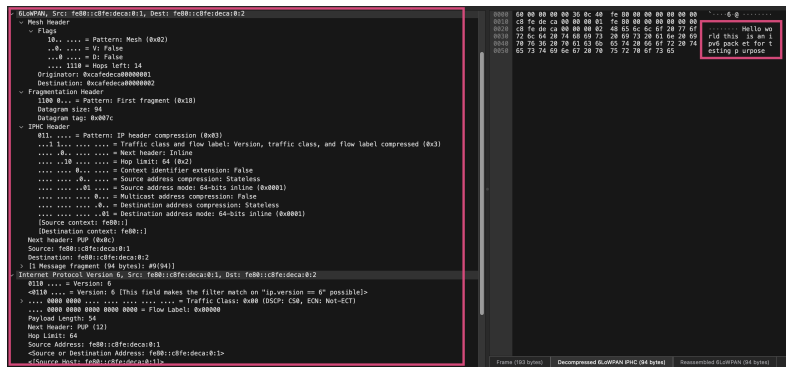 6LoWPAN, Src: fe80::c8fe:deca:0:1, Dest: fe80::c8fe:deca:0:2
Mesh Header
Flags
10.. .... = Pattern: Mesh (0x02)
..0. .... = V: False
...0 .... = D: False
.... 1110 = Hops left: 14
Originator: 0xcafedeca00000001
Destination: 0xcafedeca00000002
Fragmentation Header
1100 0... = Pattern: First fragment (0x18)
Datagram size: 94
Datagram tag: 0x007c
IPHC Header
011. .... = Pattern: IP header compression (0x03)
...1 1... .... .... = Traffic class and flow label: Version, traffic class, and flow label compressed (0x3)
.... .0.. .... .... = Next header: Inline
.... ..10 .... .... = Hop limit: 64 (0x2)
.... .... 0... .... = Context identifier extension: False
.... .... .0.. .... = Source address compression: Stateless
.... .... ..01 .... = Source address mode: 64-bits inline (0x0001)
.... .... .... 0... = Multicast address compression: False
.... .... .... .0.. = Destination address compression: Stateless
.... .... .... ..01 = Destination address mode: 64-bits inline (0x0001)
[Source context: fe80::]
[Destination context: fe80::]
Next header: PUP (0x0c)
Source: fe80::c8fe:deca:0:1
Destination: fe80::c8fe:deca:0:2
[1 Message fragment (94 bytes): #9(94)]
Internet Protocol Version 6, Src: fe80::c8fe:deca:0:1, Dst: fe80::c8fe:deca:0:2
0110 .... = Version: 6
<0110 .... = Version: 6 [This field makes the filter match on "ip.version == 6" possible]>
.... 0000 0000 .... .... .... .... .... = Traffic Class: 0x00 (DSCP: CS0, ECN: Not-ECT)
.... 0000 0000 0000 0000 0000 = Flow Label: 0x00000
Payload Length: 54
Next Header: PUP (12)
Hop Limit: 64
Source Address: fe80::c8fe:deca:0:1
<Source or Destination Address: fe80::c8fe:deca:0:1>
<[Source Host: fe80::c8fe:deca:0:1]>
0000 60 00 00 00 00 36 0c 40 fe 80 00 00 00 00 00 00 `····6·@ ········
0010 c8 fe de ca 00 00 00 01 fe 80 00 00 00 00 00 00
0020 c8 fe de ca 00 00 00 02 48 65 6c 6c 6f 20 77 6f ········ Hello wo
0030 72 6c 64 20 74 68 69 73 20 69 73 20 61 6e 20 69 rld this is an i
0040 70 76 36 20 70 61 63 6b 65 74 20 66 6f 72 20 74 pv6 pack et for t
0050 65 73 74 69 6e 67 20 70 75 72 70 6f 73 65 esting p urpose
Frame (193 bytes) Decompressed 6LoWPAN IPHC (94 bytes) Reassembled 6LoWPAN (94 bytes)